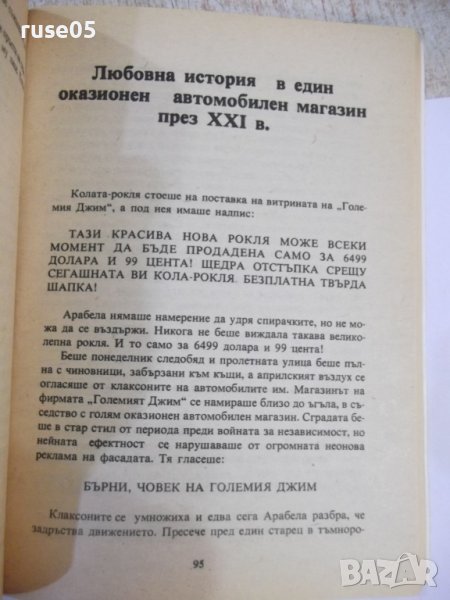 ruse05
Любовна история в един
оказионен автомобилен магазин
през XXI в.
Колата-рокля стоеше на поставка на витрината на „Голе-
мия Джим“, а под нея имаше надпис:
ТАЗИ КРАСИВА НОВА РОКЛЯ МОЖЕ ВСЕКИ
МОМЕНТ ДА БЪДЕ ПРОДАДЕНА САМО ЗА 6499
ДОЛАРА И 99 ЦЕНТА! ЩЕДРА ОТСТЪПКА СРЕЩУ
СЕГАШНАТА ВИ КОЛА-РОКЛЯ. БЕЗПЛАТНА ТВЪРДА
ШАПКА!
Арабела нямаше намерение да удря спирачките, но не мо-
жа да се въздържи. Никога не беше виждала такава велико-
лепна рокля. И то само за 6499 долара и 99 цента!
Беше понеделник следобяд и пролетната улица беше пъл-
на с чиновници, забързани към къщи, а априлският въздух се
огласяше от клаксоните на автомобилите им. Магазинът на
фирмата „Големият Джим“ се намираше близо до ъгъла, в съ-
седство с голям оказионен автомобилен магазин. Сградата бе-
ше в стар стил от периода преди войната за независимост, но
нейната ефектност се нарушаваше от огромната неонова
реклама на фасадата. Тя гласеше:
БЪРНИ, ЧОВЕК НА ГОЛЕМИЯ ДЖИМ
Клаксоните се умножиха и едва сега Арабела разбра, че
задръства движението. Пресече пред един старец в тъмноро-
95
BAZAR